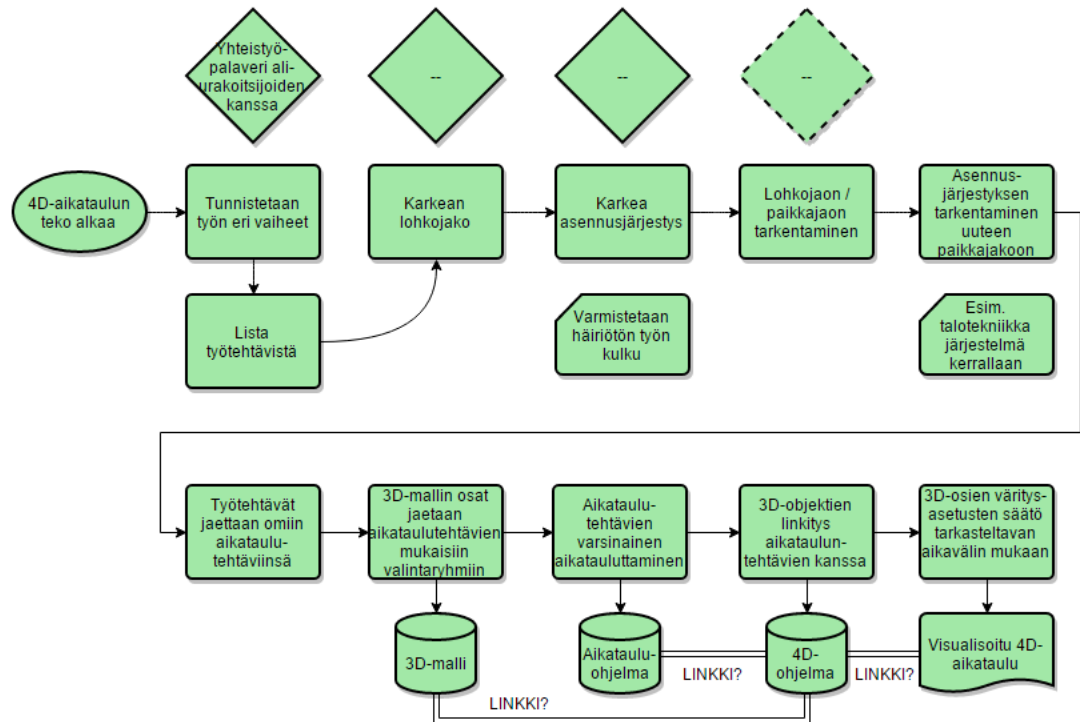 Yhteistyö-
palaveri ali-
urakoitsijoiden
kanssa
--
--
--
4D-aikataulun
teko alkaa
Tunnistetaan
työn eri vaiheet
Karkean
lohkojako
Karkea
asennusjärjestys
Lohkojaon /
paikkajaon
tarkentaminen
Asennus-
järjestyksen
tarkentaminen
uuteen
paikkajakoon
Lista
työtehtävistä
Varmistetaan
häiriötön työn
kulku
Esim.
talotekniikka
järjestelmä
kerrallaan
Työtehtävät
jaettaan omiin
aikataulu-
tehtäviinsä
3D-mallin osat
jaetaan
aikataulutehtävien
mukaisiin
valintaryhmiin
Aikataulu-
tehtävien
varsinainen
aikatauluttaminen
3D-objektien
linkitys
aikataulun-
tehtävien kanssa
3D-osien väritys-
asetusten säätö
tarkasteltavan
aikavälin mukaan
3D-malli
Aikataulu-
ohjelma
4D-
ohjelma
Visualisoitu 4D-
aikataulu
LINKKI?
LINKKI?
LINKKI?